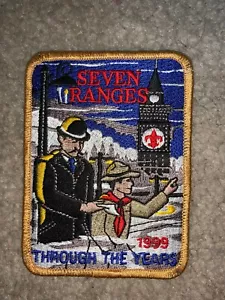 SEVEN
RANGES
1999
THROUGH THE YEARS